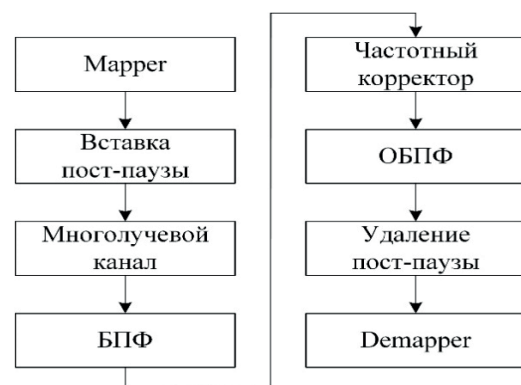 Mapper
Вставка
пост-паузы
Многолучевой
канал
БПФ
Частотный
корректор
ОБПФ
Удаление
пост-паузы
Demapper